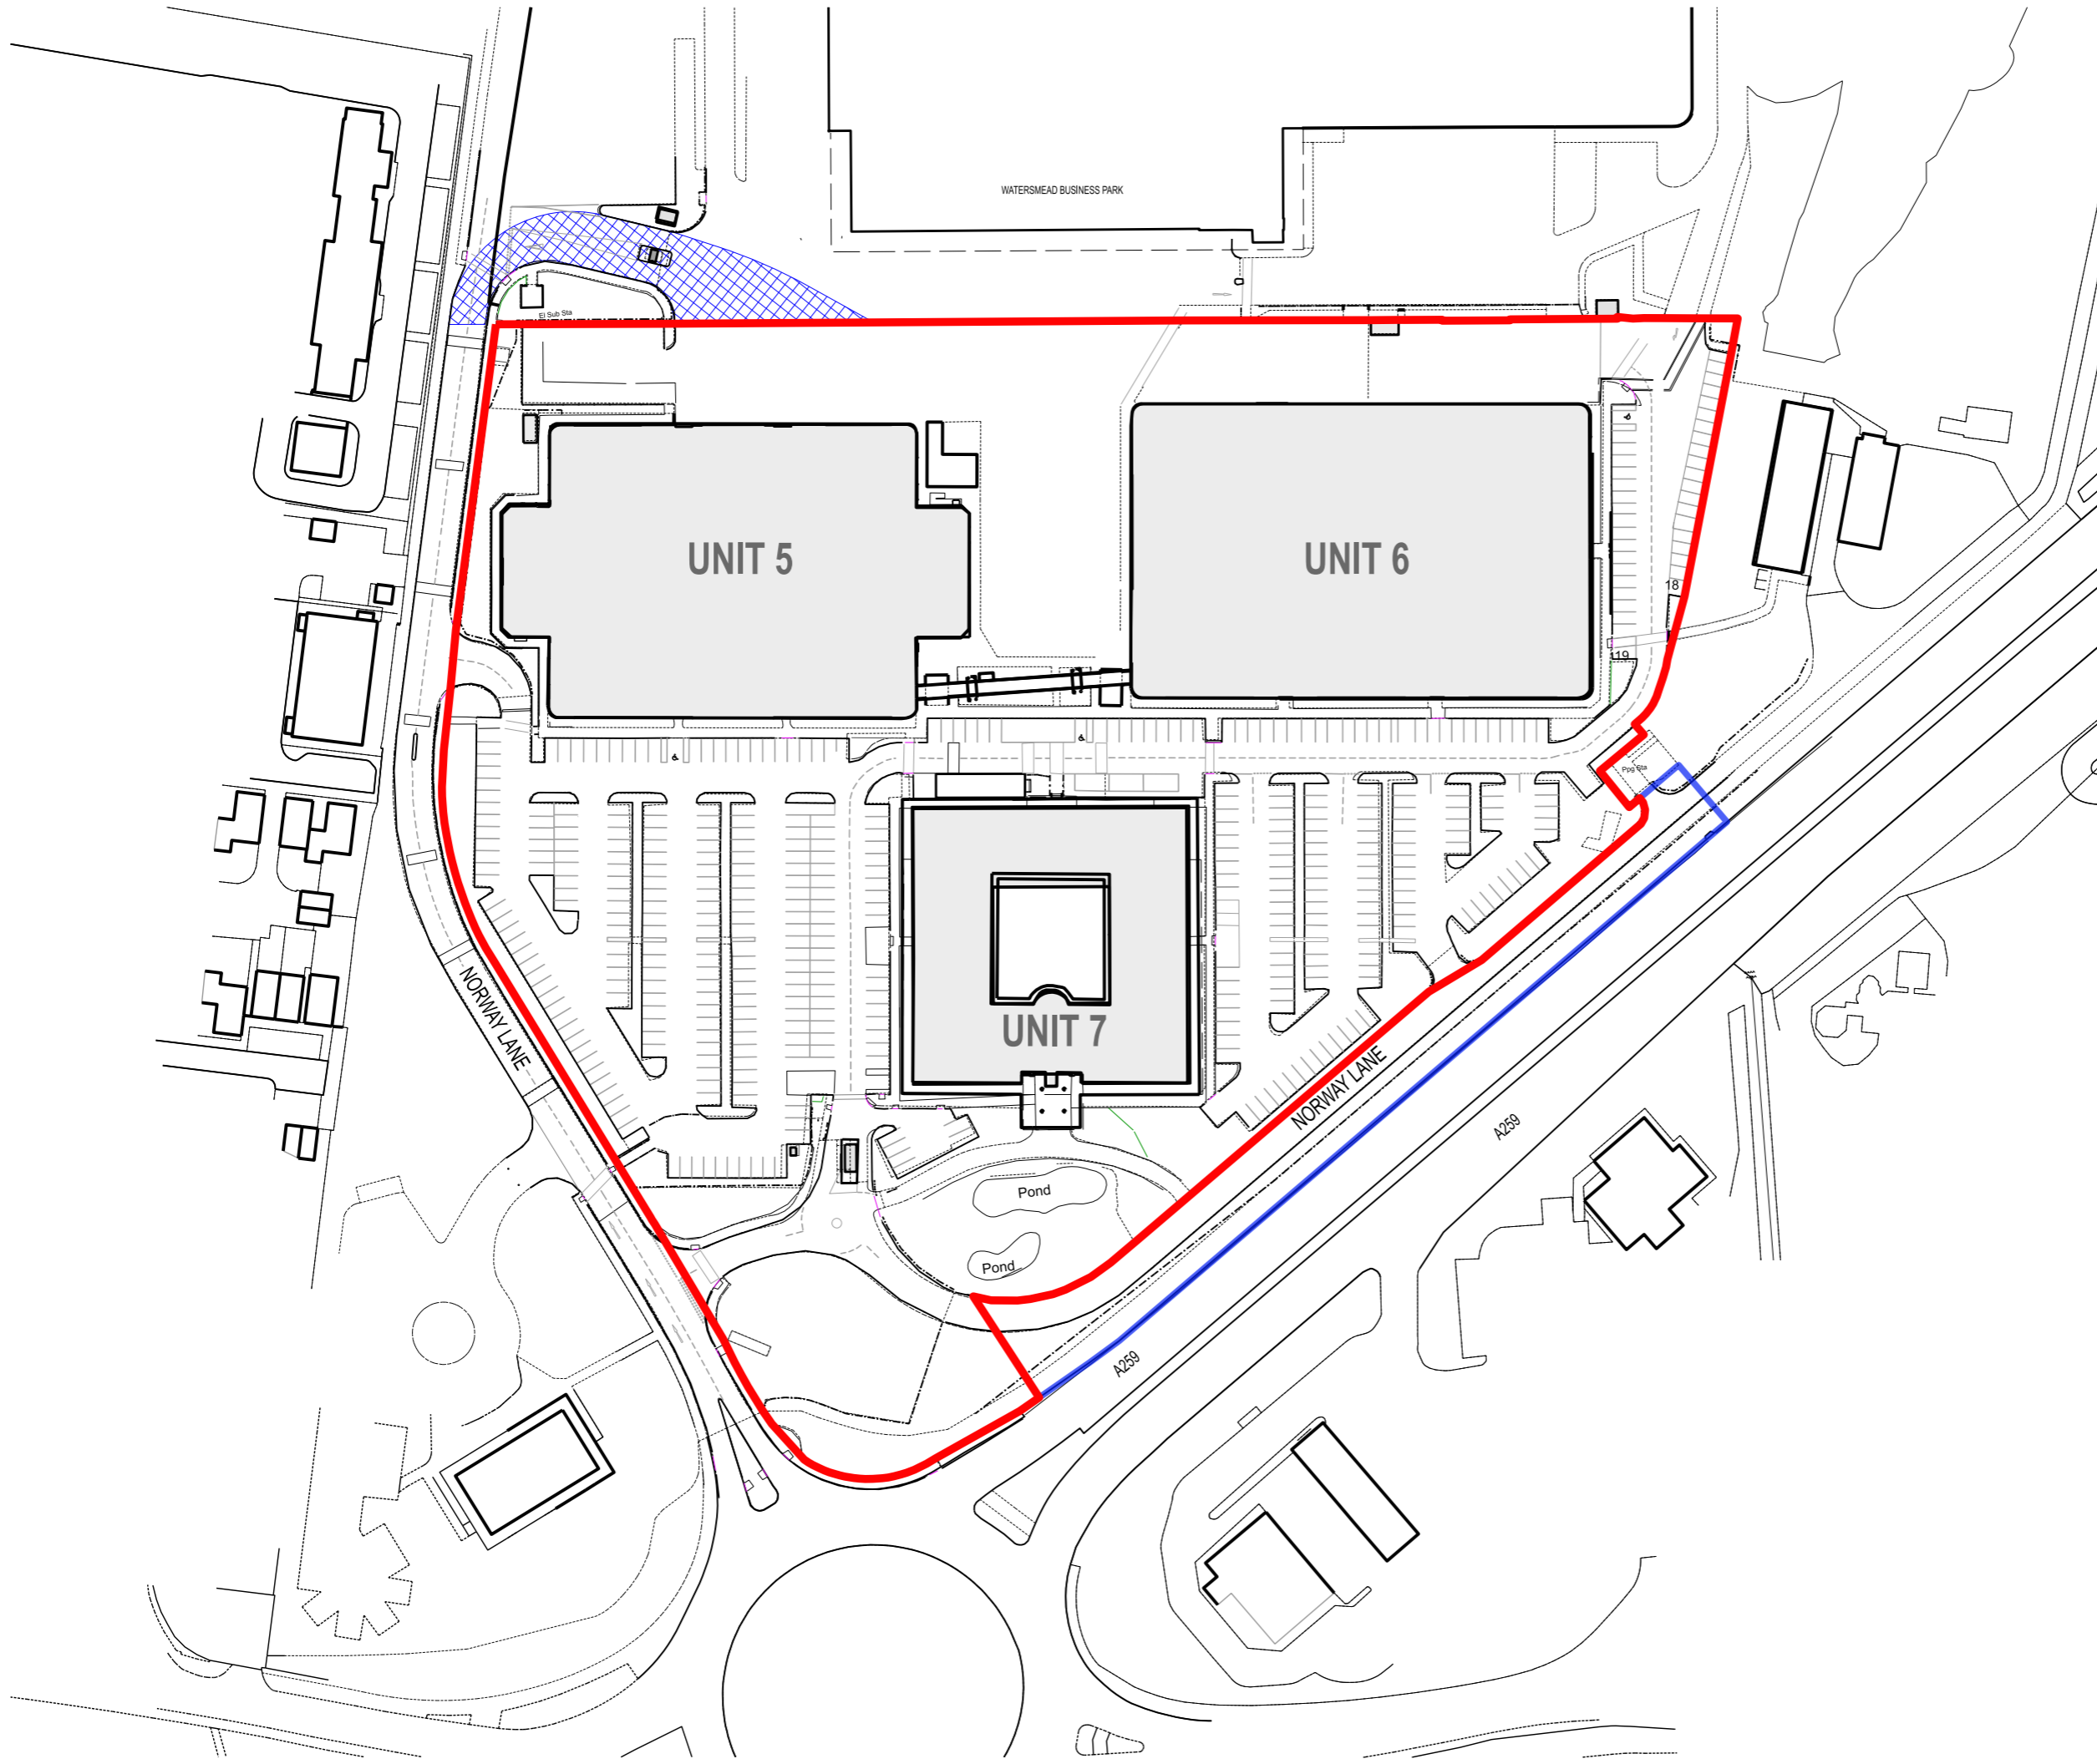 WATERSMEAD BUSINESS PARK
El Sub Sta
UNIT 5
UNIT 6
18
119
Ppg Sta
NORWAY LANE
UNIT 7
NORWAY LANE
A259
Pond
Pond
A259